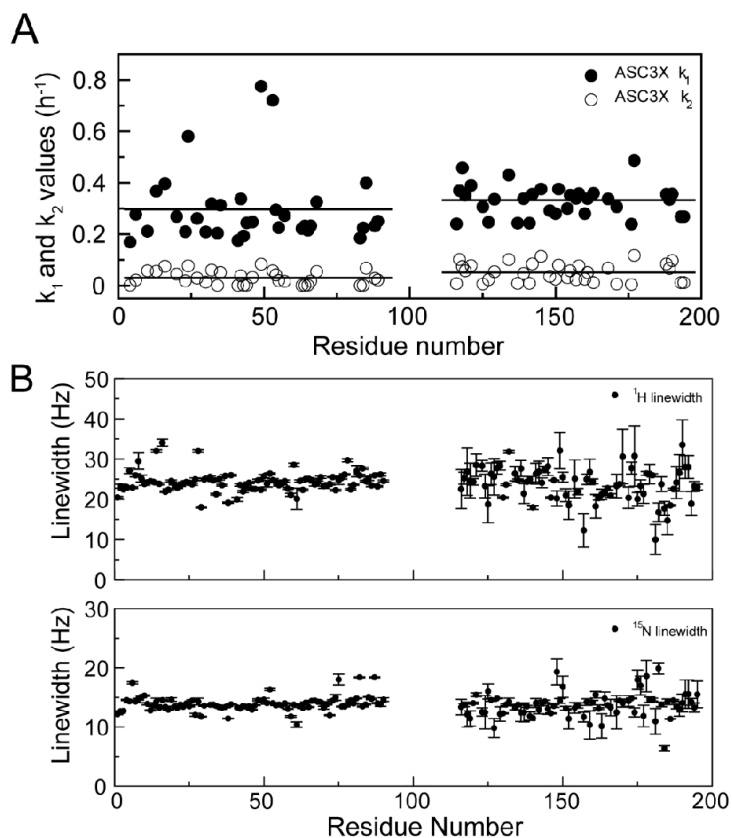 A
k₁ and k₂ values (h⁻¹)
0.8
0.6
0.4
0.2
0
ASC3X k₁
ASC3X k₂
0 50 100 150 200
Residue number
B
Linewidth (Hz)
50
40
30
20
10
0
¹H linewidth
Linewidth (Hz)
30
20
10
0
¹⁵N linewidth
0 50 100 150 200
Residue Number